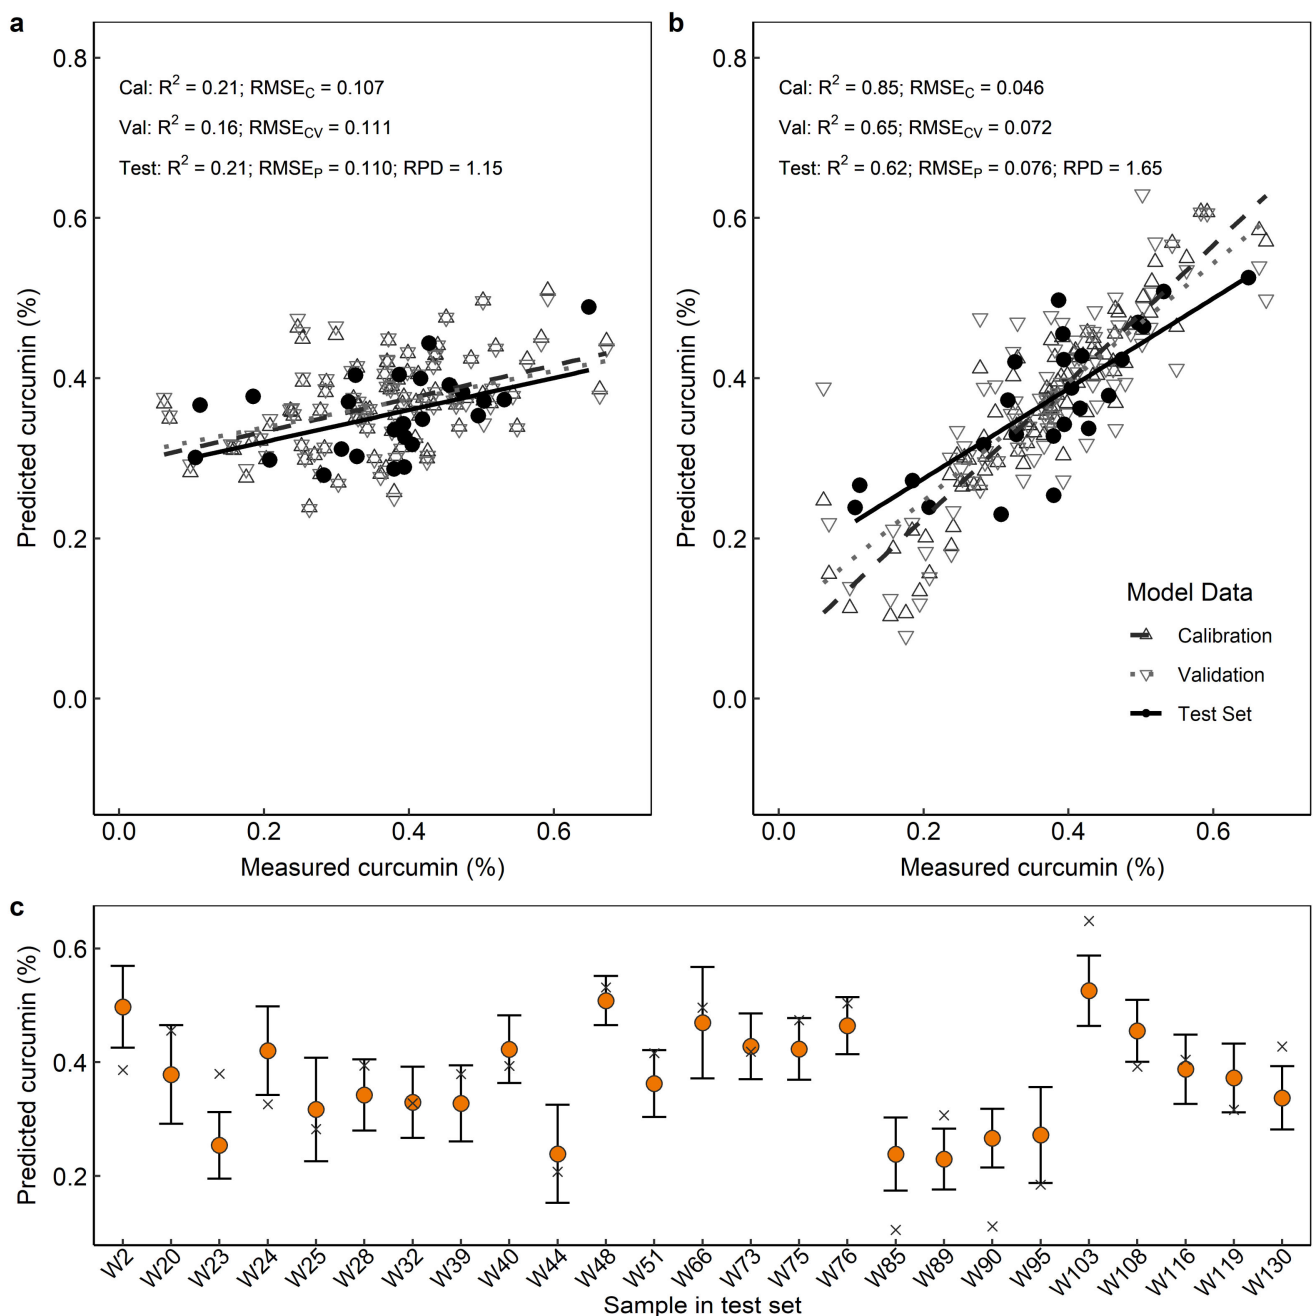 a
0.8
Cal: R² = 0.21; RMSE_C = 0.107
Val: R² = 0.16; RMSE_CV = 0.111
Test: R² = 0.21; RMSE_P = 0.110; RPD = 1.15
0.6
0.4
0.2
0.0
Predicted curcumin (%)
0.0 0.2 0.4 0.6
Measured curcumin (%)
b
0.8
Cal: R² = 0.85; RMSE_C = 0.046
Val: R² = 0.65; RMSE_CV = 0.072
Test: R² = 0.62; RMSE_P = 0.076; RPD = 1.65
0.6
0.4
0.2
0.0
Predicted curcumin (%)
Model Data
Calibration
Validation
Test Set
0.0 0.2 0.4 0.6
Measured curcumin (%)
c
0.6
0.4
0.2
Predicted curcumin (%)
W2 W20 W23 W24 W25 W28 W32 W39 W40 W44 W48 W51 W66 W73 W75 W76 W85 W89 W90 W95 W103 W108 W116 W119 W130
Sample in test set